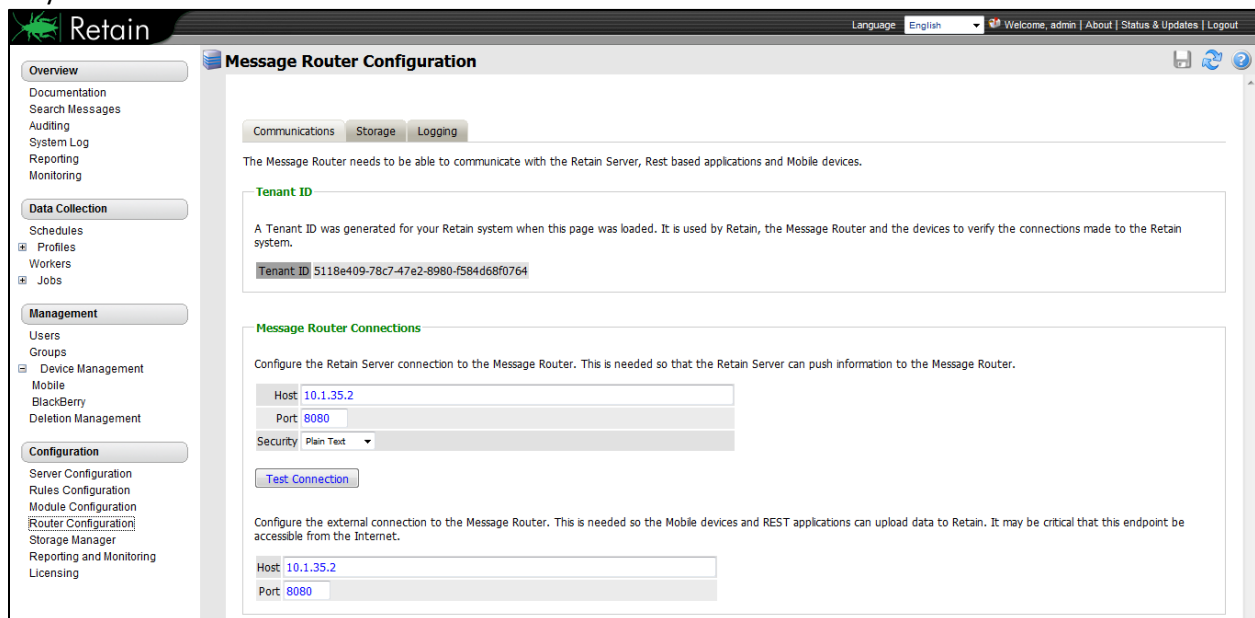 Retain
Language English Welcome, admin | About | Status & Updates | Logout
Message Router Configuration
Overview
Documentation
Search Messages
Auditing
System Log
Reporting
Monitoring
Data Collection
Schedules
Profiles
Workers
Jobs
Management
Users
Groups
Device Management
Mobile
BlackBerry
Deletion Management
Configuration
Server Configuration
Rules Configuration
Module Configuration
Router Configuration
Storage Manager
Reporting and Monitoring
Licensing
Communications Storage Logging
The Message Router needs to be able to communicate with the Retain Server, Rest based applications and Mobile devices.
Tenant ID
A Tenant ID was generated for your Retain system when this page was loaded. It is used by Retain, the Message Router and the devices to verify the connections made to the Retain
system.
Tenant ID 5118e409-78c7-47e2-8980-f584d68f0764
Message Router Connections
Configure the Retain Server connection to the Message Router. This is needed so that the Retain Server can push information to the Message Router.
Host 10.1.35.2
Port 8080
Security Plain Text
Test Connection
Configure the external connection to the Message Router. This is needed so the Mobile devices and REST applications can upload data to Retain. It may be critical that this endpoint be
accessible from the Internet.
Host 10.1.35.2
Port 8080